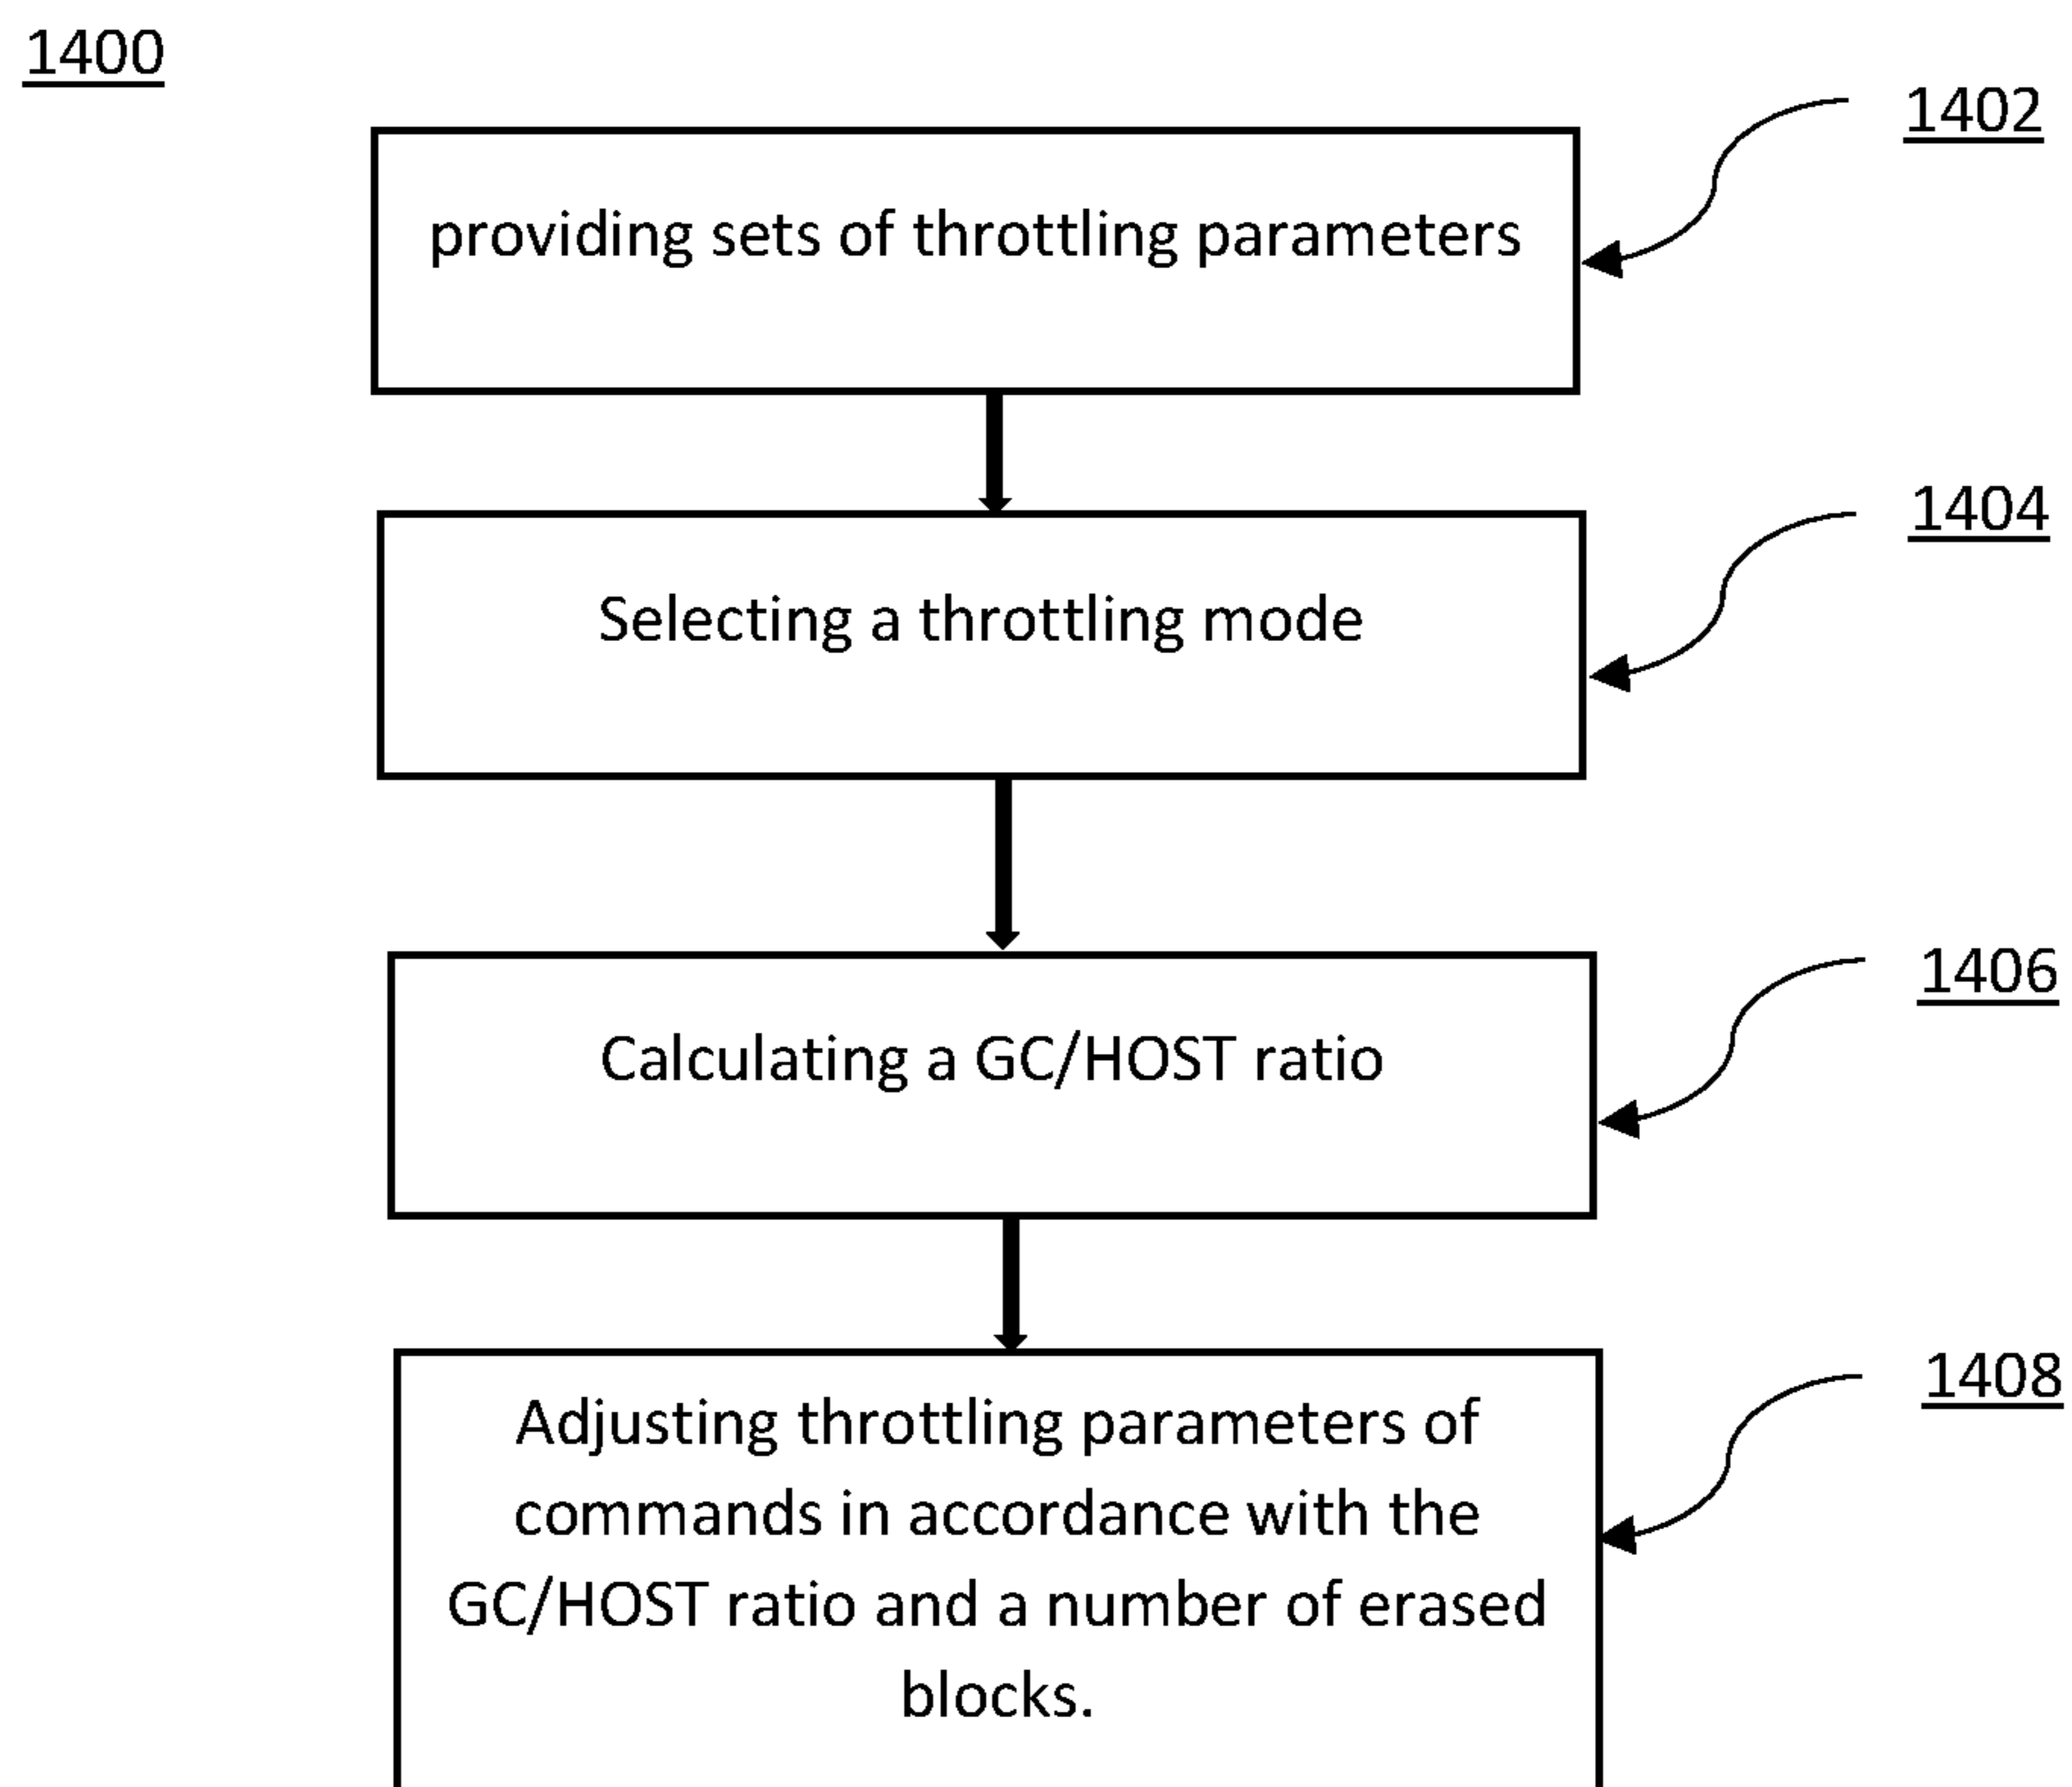 1400
1402
providing sets of throttling parameters
1404
Selecting a throttling mode
1406
Calculating a GC/HOST ratio
1408
Adjusting throttling parameters of
commands in accordance with the
GC/HOST ratio and a number of erased
blocks.